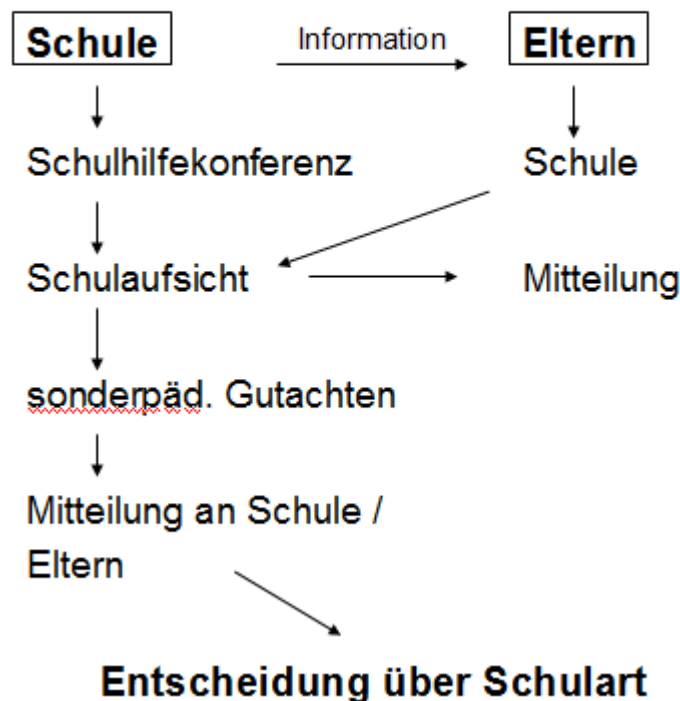 Schule
Information
Eltern
Schulhilfekonferenz
Schule
Schulaufsicht
Mitteilung
sonderpäd. Gutachten
Mitteilung an Schule /
Eltern
Entscheidung über Schulart